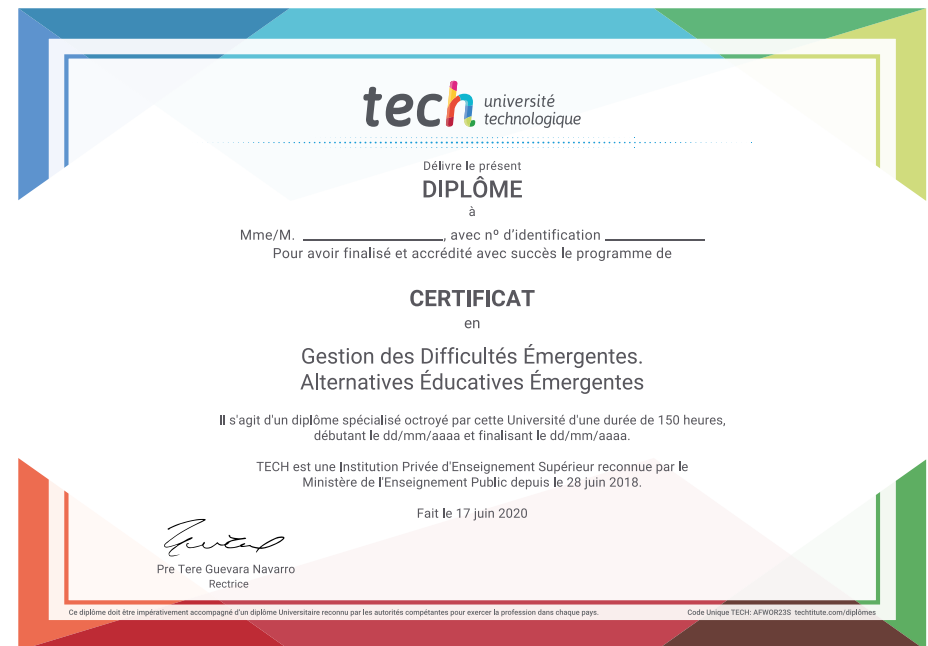 tech université
technologique
Délivre le présent
DIPLÔME
à
Mme/M. ____________________, avec nº d'identification ______________
Pour avoir finalisé et accrédité avec succès le programme de
CERTIFICAT
en
Gestion des Difficultés Émergentes.
Alternatives Éducatives Émergentes
Il s'agit d'un diplôme spécialisé octroyé par cette Université d'une durée de 150 heures,
débutant le dd/mm/aaaa et finalisant le dd/mm/aaaa.
TECH est une Institution Privée d'Enseignement Supérieur reconnue par le
Ministère de l'Enseignement Public depuis le 28 juin 2018.
Fait le 17 juin 2020
Pre Tere Guevara Navarro
Rectrice
Ce diplôme doit être impérativement accompagné d'un diplôme Universitaire reconnu par les autorités compétantes pour exercer la profession dans chaque pays.
Code Unique TECH: AFWOR23S techtitute.com/diplômes